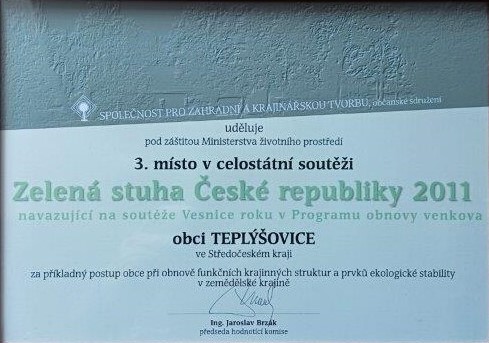 SPOLEČNOST PRO ZAHRADNÍ A KRAJINÁŘSKOU TVORBU, občanské sdružení
uděluje
pod záštitou Ministerstva životního prostředí
3. místo v celostátní soutěži
Zelená stuha České republiky 2011
navazující na soutěže Vesnice roku v Programu obnovy venkova
obci TEPLÝŠOVICE
ve Středočeském kraji
za příkladný postup obce při obnově funkčních krajinných struktur a prvků ekologické stability
v zemědělské krajině
Ing. Jaroslav Brzák
předseda hodnotící komise